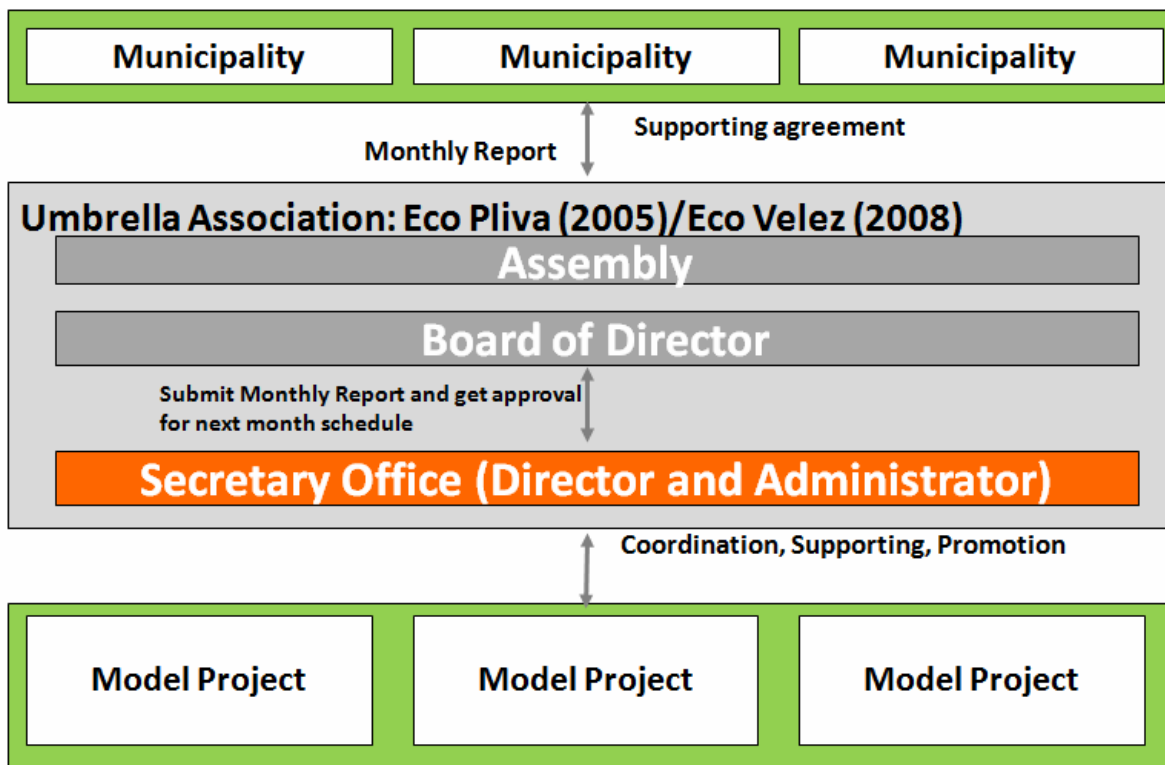 Municipality
Municipality
Municipality
Supporting agreement
Monthly Report
Umbrella Association: Eco Pliva (2005)/Eco Velez (2008)
Assembly
Board of Director
Submit Monthly Report and get approval
for next month schedule
Secretary Office (Director and Administrator)
Coordination, Supporting, Promotion
Model Project
Model Project
Model Project